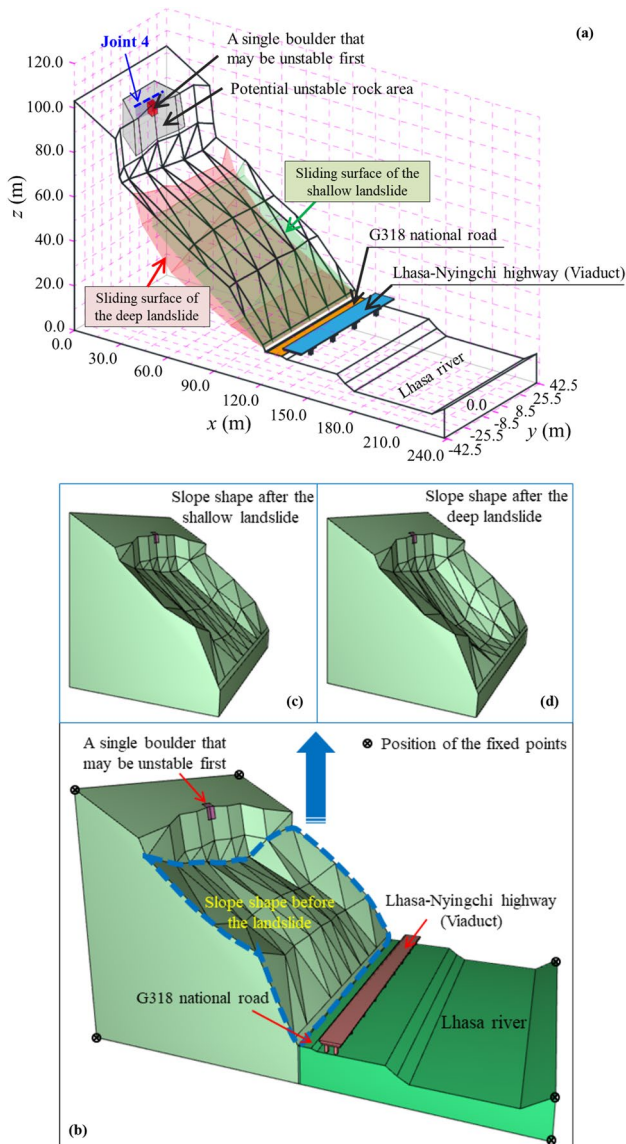 (a)
Joint 4
A single boulder that
may be unstable first
Potential unstable rock area
120.0
100.0
80.0
60.0
40.0
20.0
0.0
z (m)
Sliding surface of the
shallow landslide
G318 national road
Lhasa-Nyingchi highway (Viaduct)
Sliding surface of
the deep landslide
Lhasa river
0.0
30.0
60.0
90.0
120.0
150.0
180.0
210.0
240.0
x (m)
42.5
25.5
8.5
0.0
-8.5
-25.5
-42.5
y (m)
Slope shape after the
shallow landslide
(c)
Slope shape after the
deep landslide
(d)
A single boulder that
may be unstable first
Position of the fixed points
Slope shape before
the landslide
Lhasa-Nyingchi highway
(Viaduct)
G318 national road
Lhasa river
(b)